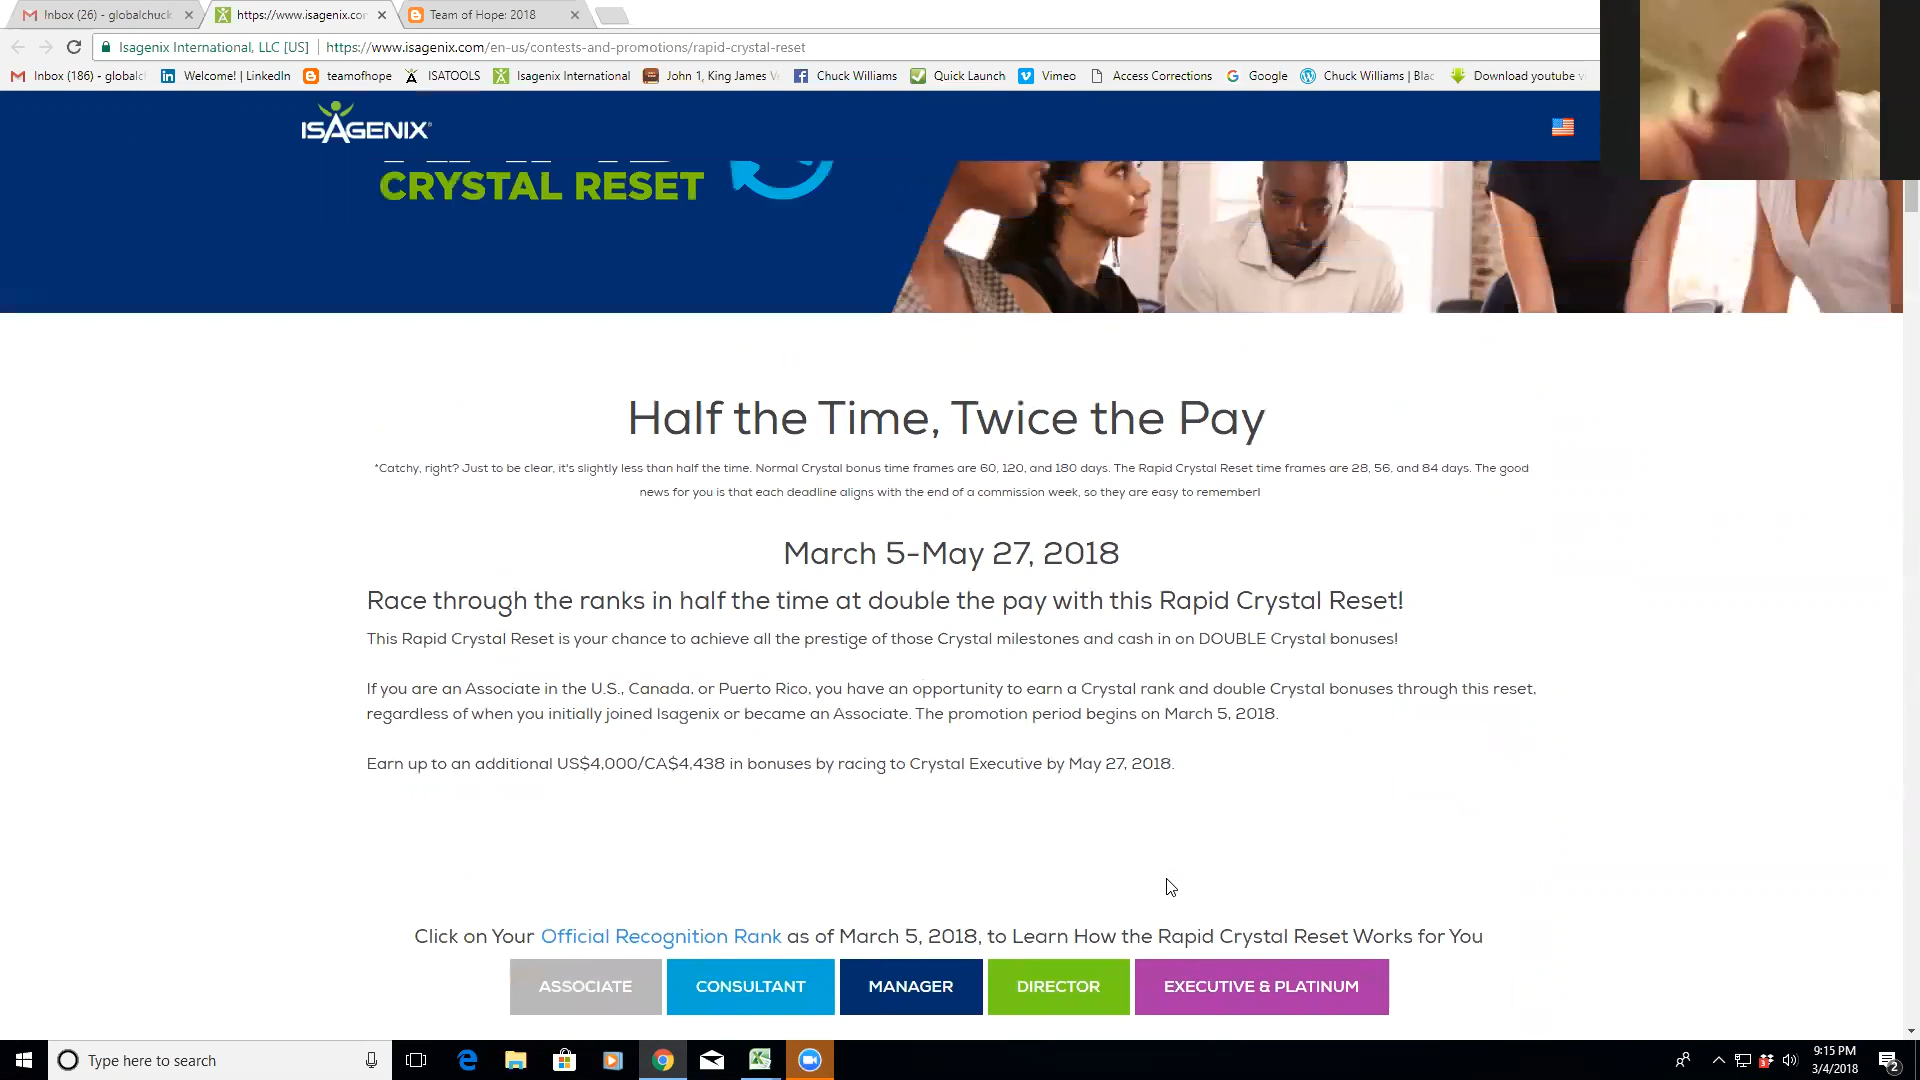 Inbox (26) - globalchuck
https://www.isagenix.co
Team of Hope: 2018
Isagenix International, LLC [US]
https://www.isagenix.com/en-us/contests-and-promotions/rapid-crystal-reset
Inbox (186) - globalc
Welcome! | LinkedIn
teamofhope
ISATOOLS
Isagenix International
John 1, King James V
Chuck Williams
Quick Launch
Vimeo
Access Corrections
Google
Chuck Williams | Blac
Download youtube v
ISAGENIX
CRYSTAL RESET
Half the Time, Twice the Pay
*Catchy, right? Just to be clear, it's slightly less than half the time. Normal Crystal bonus time frames are 60, 120, and 180 days. The Rapid Crystal Reset time frames are 28, 56, and 84 days. The good
news for you is that each deadline aligns with the end of a commission week, so they are easy to remember!
March 5-May 27, 2018
Race through the ranks in half the time at double the pay with this Rapid Crystal Reset!
This Rapid Crystal Reset is your chance to achieve all the prestige of those Crystal milestones and cash in on DOUBLE Crystal bonuses!
If you are an Associate in the U.S., Canada, or Puerto Rico, you have an opportunity to earn a Crystal rank and double Crystal bonuses through this reset,
regardless of when you initially joined Isagenix or became an Associate. The promotion period begins on March 5, 2018.
Earn up to an additional US$4,000/CA$4,438 in bonuses by racing to Crystal Executive by May 27, 2018.
Click on Your Official Recognition Rank as of March 5, 2018, to Learn How the Rapid Crystal Reset Works for You
ASSOCIATE
CONSULTANT
MANAGER
DIRECTOR
EXECUTIVE & PLATINUM
Type here to search
9:15 PM
3/4/2018
2